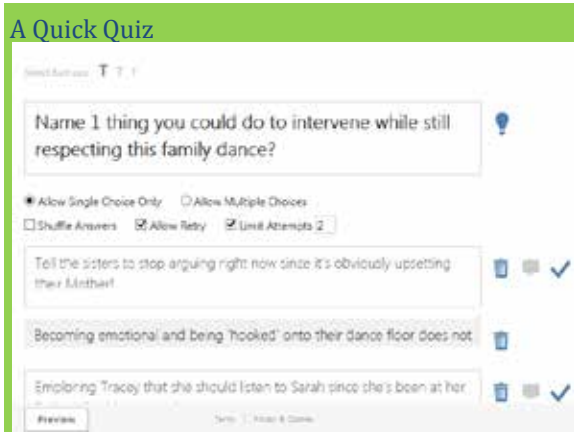 A Quick Quiz
T T T
Name 1 thing you could do to intervene while still
respecting this family dance?
Allow Single Choice Only Allow Multiple Choices
Shuffle Answers Allow Retry Limit Attempts 2
Tell the sisters to stop arguing right now since it's obviously upsetting
their Mother!
Becoming emotional and being 'hooked' onto their dance floor does not
Emploring Tracey that she should listen to Sarah since she's been at her
Preview Terms